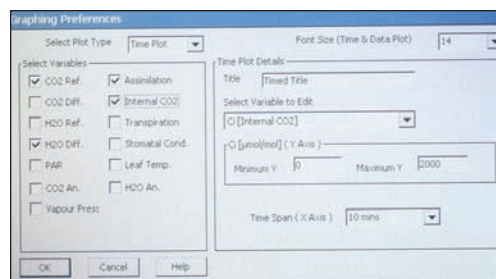 Graphing Preferences
Select Plot Type Time Plot Font Size (Time & Data Plot) 14
Select Variables
CO2 Ref. Assimilation
CO2 Diff. Internal CO2
H2O Ref. Transpiration
H2O Diff. Stomatal Cond.
PAR Leaf Temp.
CO2 An. H2O An.
Vapour Press
Time Plot Details
Title Timed Title
Select Variable to Edit
Ci [Internal CO2]
Ci [µmol/mol] ( Y Axis )
Minimum Y 0 Maximum Y 2000
Time Span ( X Axis ) 10 mins
OK Cancel Help